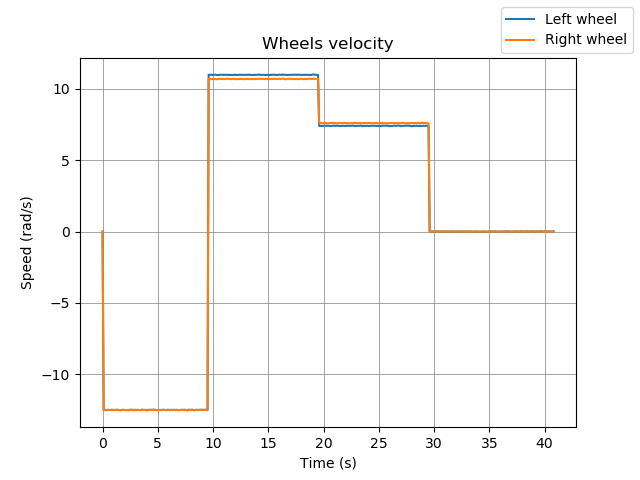 Left wheel
Right wheel
Wheels velocity
10
5
0
−5
−10
Speed (rad/s)
0 5 10 15 20 25 30 35 40
Time (s)